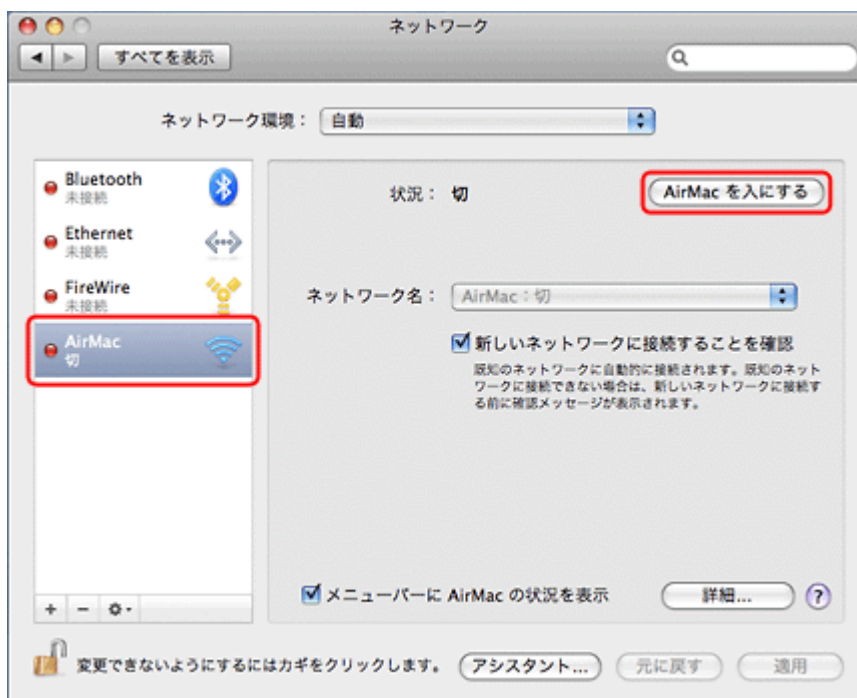 ネットワーク
すべてを表示
ネットワーク環境： 自動
Bluetooth
未接続
Ethernet
未接続
FireWire
未接続
AirMac
切
状況： 切
AirMac を入にする
ネットワーク名： AirMac：切
新しいネットワークに接続することを確認
既知のネットワークに自動的に接続されます。既知のネット
ワークに接続できない場合は、新しいネットワークに接続す
る前に確認メッセージが表示されます。
メニューバーに AirMac の状況を表示
詳細...
?
変更できないようにするにはカギをクリックします。
アシスタント...
元に戻す
適用